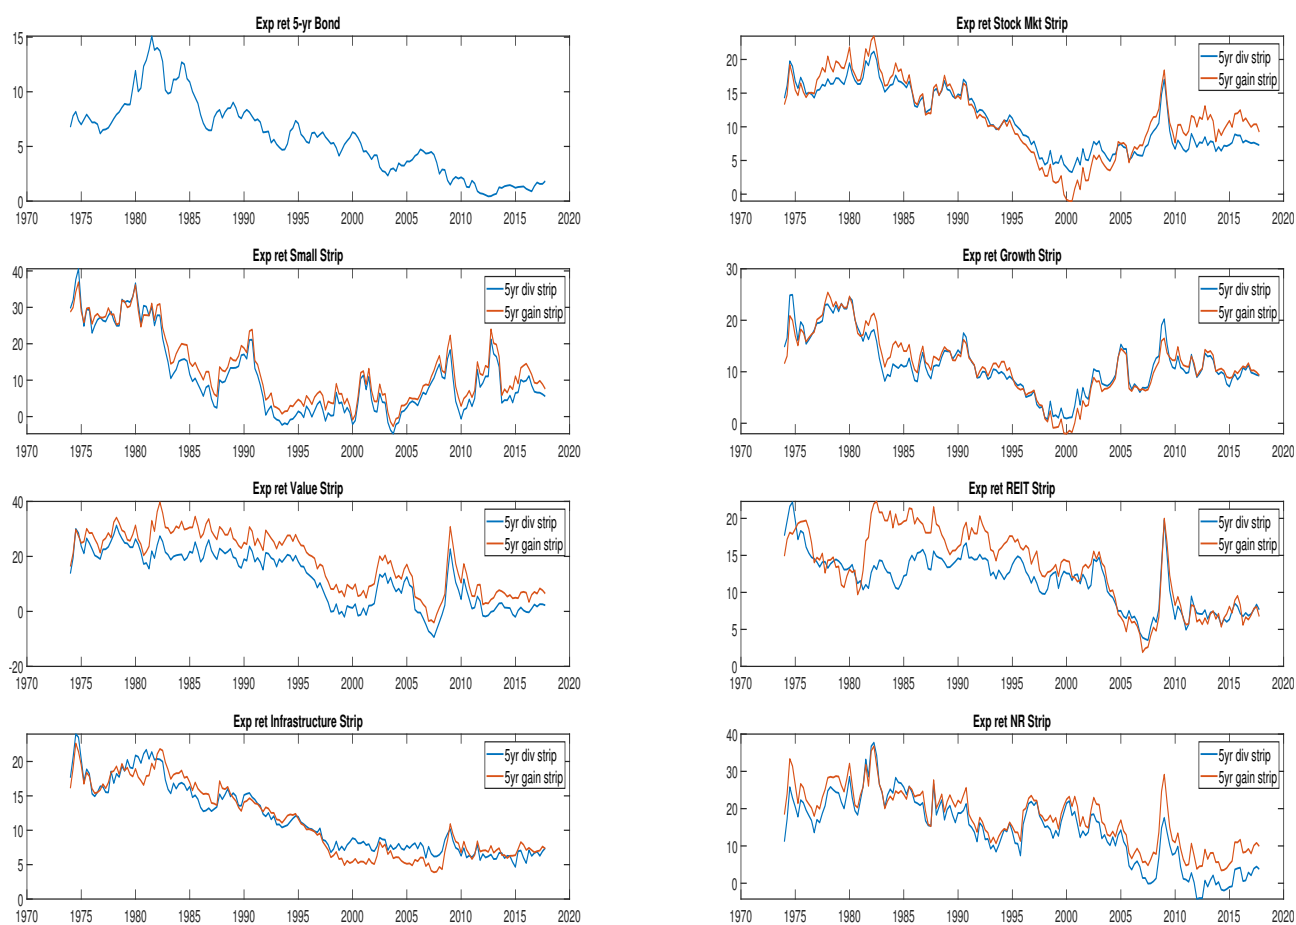 Exp ret 5-yr Bond
15
10
5
0
1970 1975 1980 1985 1990 1995 2000 2005 2010 2015 2020
Exp ret Stock Mkt Strip
5yr div strip
5yr gain strip
20
15
10
5
0
1970 1975 1980 1985 1990 1995 2000 2005 2010 2015 2020
Exp ret Small Strip
5yr div strip
5yr gain strip
40
30
20
10
0
1970 1975 1980 1985 1990 1995 2000 2005 2010 2015 2020
Exp ret Growth Strip
5yr div strip
5yr gain strip
30
20
10
0
1970 1975 1980 1985 1990 1995 2000 2005 2010 2015 2020
Exp ret Value Strip
5yr div strip
5yr gain strip
40
20
0
-20
1970 1975 1980 1985 1990 1995 2000 2005 2010 2015 2020
Exp ret REIT Strip
5yr div strip
5yr gain strip
20
15
10
5
0
1970 1975 1980 1985 1990 1995 2000 2005 2010 2015 2020
Exp ret Infrastructure Strip
5yr div strip
5yr gain strip
20
15
10
5
0
1970 1975 1980 1985 1990 1995 2000 2005 2010 2015 2020
Exp ret NR Strip
5yr div strip
5yr gain strip
40
30
20
10
0
1970 1975 1980 1985 1990 1995 2000 2005 2010 2015 2020